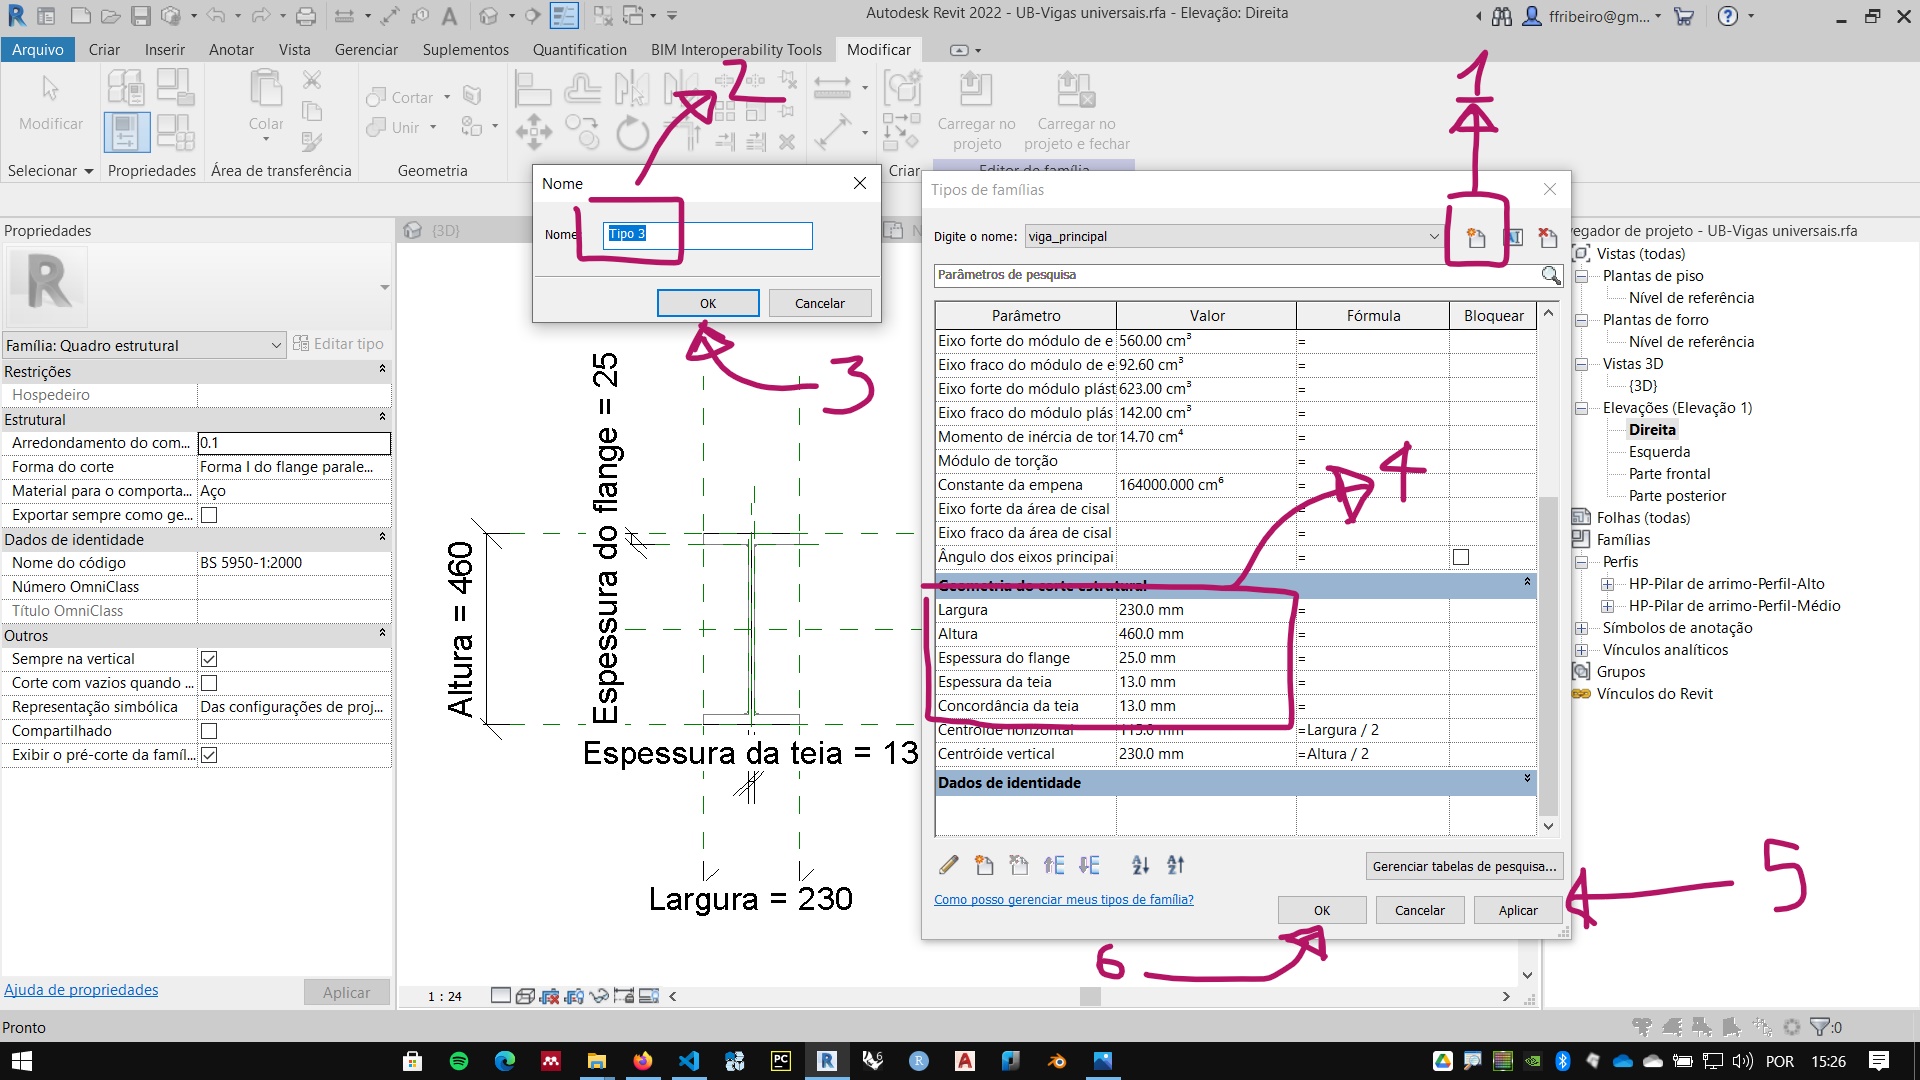 Autodesk Revit 2022 - UB-Vigas universais.rfa - Elevação: Direita
ffribeiro@gm...
Arquivo Criar Inserir Anotar Vista Gerenciar Suplementos Quantification BIM Interoperability Tools Modificar
1
2
Modificar
Colar
Cortar
Unir
Carregar no projeto
Carregar no projeto e fechar
Selecionar Propriedades Área de transferência Geometria Criar Editor de família
Propriedades
Família: Quadro estrutural
Editar tipo
Restrições
Hospedeiro
Estrutural
Arredondamento do com... 0.1
Forma do corte Forma I do flange parale...
Material para o comporta... Aço
Exportar sempre como ge...
Dados de identidade
Nome do código BS 5950-1:2000
Número OmniClass
Título OmniClass
Outros
Sempre na vertical
Corte com vazios quando ...
Representação simbólica Das configurações de proj...
Compartilhado
Exibir o pré-corte da famíl...
Ajuda de propriedades
Aplicar
{3D}
Nome
Nome:
Tipo 3
OK
Cancelar
3
Altura = 460
Espessura do flange = 25
Espessura da teia = 13
Largura = 230
1 : 24
Tipos de famílias
Digite o nome: viga_principal
Parâmetros de pesquisa
Parâmetro Valor Fórmula Bloquear
Eixo forte do módulo de e 560.00 cm³ =
Eixo fraco do módulo de e 92.60 cm³ =
Eixo forte do módulo plást 623.00 cm³ =
Eixo fraco do módulo plás 142.00 cm³ =
Momento de inércia de tor 14.70 cm⁴ =
Módulo de torção =
Constante da empena 164000.000 cm⁶ =
Eixo forte da área de cisal =
Eixo fraco da área de cisal =
Ângulo dos eixos principai =
4
Geometria do corte estrutural
Largura 230.0 mm =
Altura 460.0 mm =
Espessura do flange 25.0 mm =
Espessura da teia 13.0 mm =
Concordância da teia 13.0 mm =
Centróide horizontal 115.0 mm =Largura / 2
Centróide vertical 230.0 mm =Altura / 2
Dados de identidade
Gerenciar tabelas de pesquisa...
Como posso gerenciar meus tipos de família?
OK
Cancelar
Aplicar
5
6
vegador de projeto - UB-Vigas universais.rfa
Vistas (todas)
Plantas de piso
Nível de referência
Plantas de forro
Nível de referência
Vistas 3D
{3D}
Elevações (Elevação 1)
Direita
Esquerda
Parte frontal
Parte posterior
Folhas (todas)
Famílias
Perfis
HP-Pilar de arrimo-Perfil-Alto
HP-Pilar de arrimo-Perfil-Médio
Símbolos de anotação
Vínculos analíticos
Grupos
Vínculos do Revit
Pronto
:0
POR 15:26